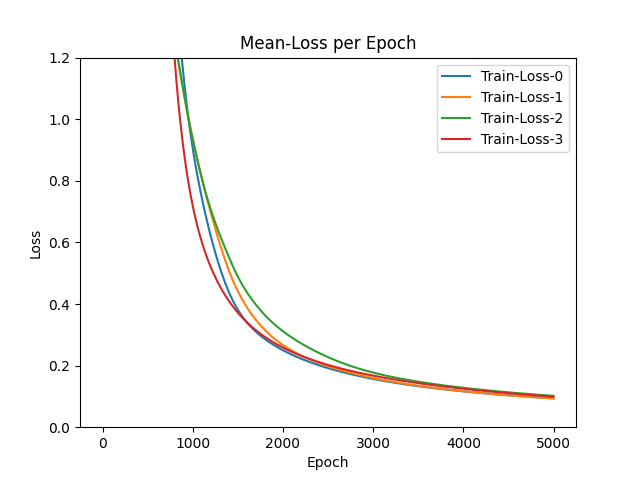 Mean-Loss per Epoch
1.2
1.0
0.8
0.6
0.4
0.2
0.0
Loss
Train-Loss-0
Train-Loss-1
Train-Loss-2
Train-Loss-3
0 1000 2000 3000 4000 5000
Epoch